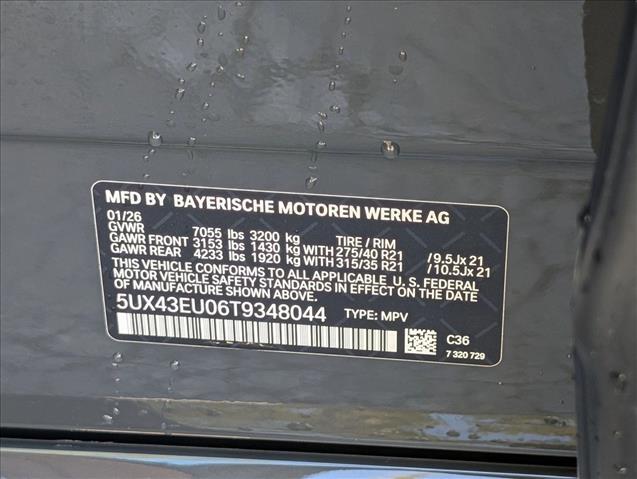 MFD BY BAYERISCHE MOTOREN WERKE AG
01/26
GVWR 7055 lbs 3200 kg TIRE / RIM
GAWR FRONT 3153 lbs 1430 kg WITH 275/40 R21 / 9.5Jx 21
GAWR REAR 4233 lbs 1920 kg WITH 315/35 R21 / 10.5Jx 21
THIS VEHICLE CONFORMS TO ALL APPLICABLE U. S. FEDERAL
MOTOR VEHICLE SAFETY STANDARDS IN EFFECT ON THE DATE
OF MANUFACTURE SHOWN ABOVE.
5UX43EU06T9348044 TYPE: MPV
C36
7 320 729